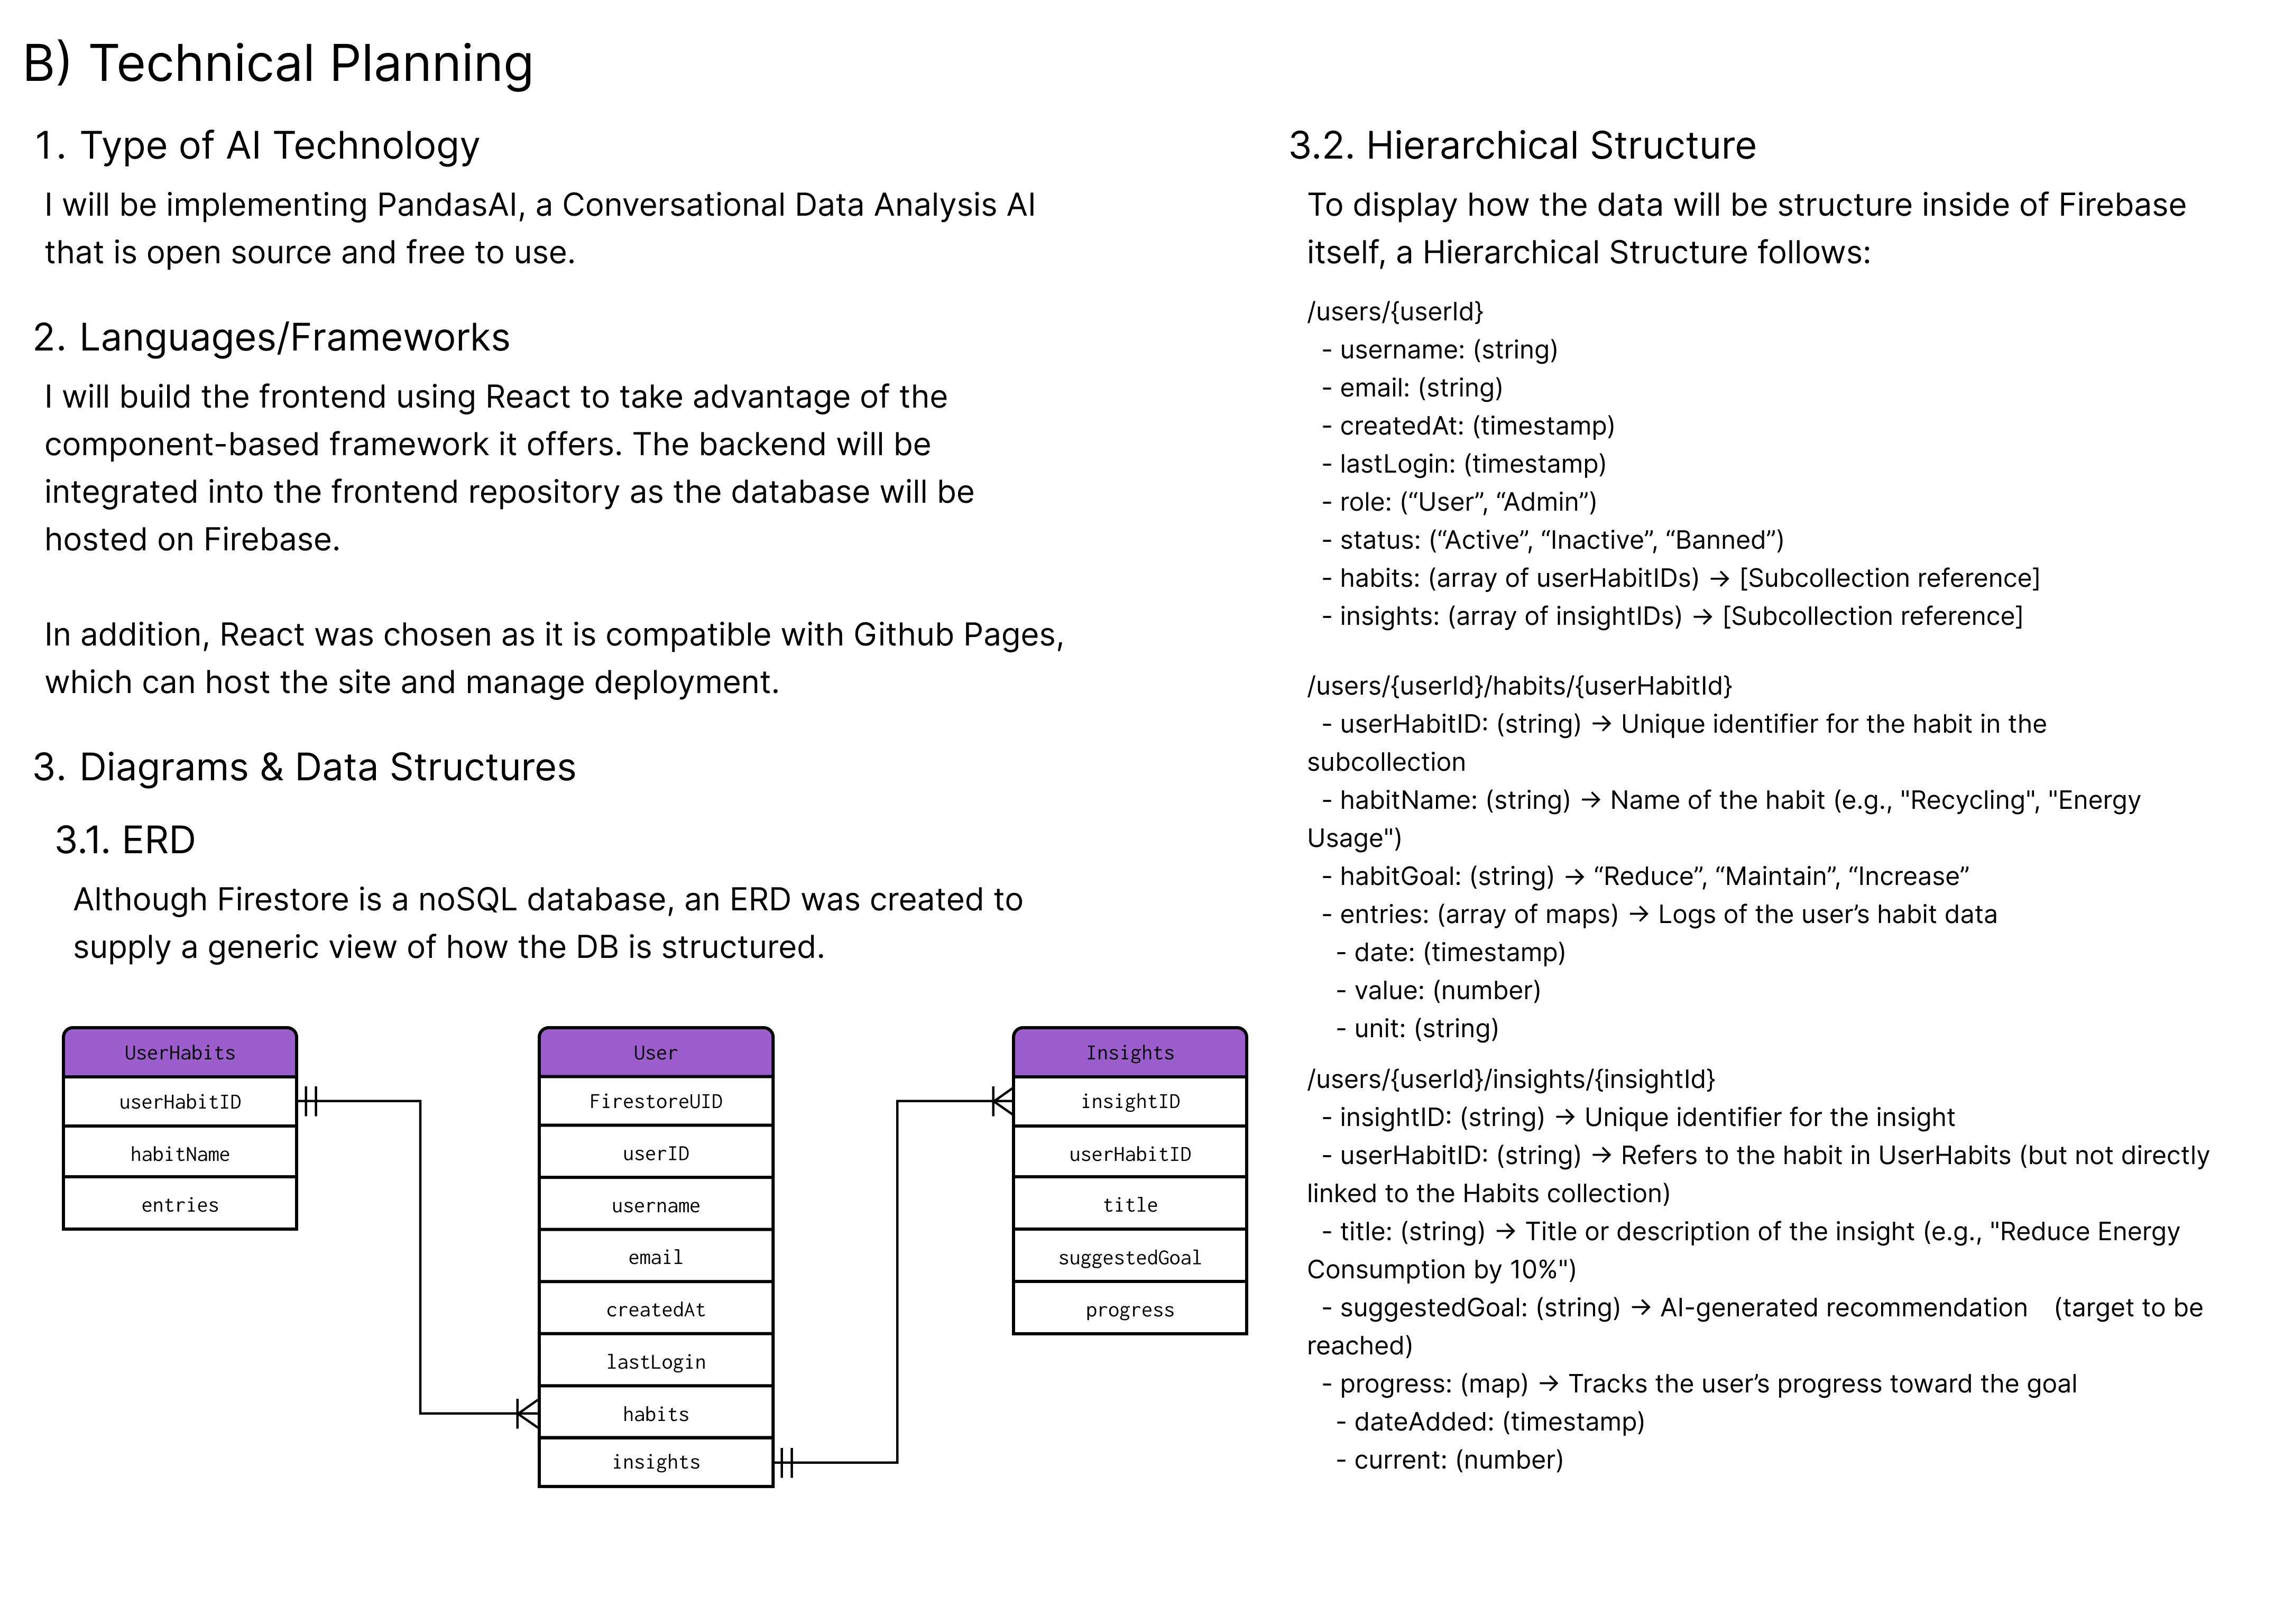 B) Technical Planning
1. Type of AI Technology
I will be implementing PandasAI, a Conversational Data Analysis AI
that is open source and free to use.
2. Languages/Frameworks
I will build the frontend using React to take advantage of the
component-based framework it offers. The backend will be
integrated into the frontend repository as the database will be
hosted on Firebase.
In addition, React was chosen as it is compatible with Github Pages,
which can host the site and manage deployment.
3. Diagrams & Data Structures
3.1. ERD
Although Firestore is a noSQL database, an ERD was created to
supply a generic view of how the DB is structured.
UserHabits
userHabitID
habitName
entries
User
FirestoreUID
userID
username
email
createdAt
lastLogin
habits
insights
Insights
insightID
userHabitID
title
suggestedGoal
progress
3.2. Hierarchical Structure
To display how the data will be structure inside of Firebase
itself, a Hierarchical Structure follows:
/users/{userId}
- username: (string)
- email: (string)
- createdAt: (timestamp)
- lastLogin: (timestamp)
- role: (“User”, “Admin”)
- status: (“Active”, “Inactive”, “Banned”)
- habits: (array of userHabitIDs) → [Subcollection reference]
- insights: (array of insightIDs) → [Subcollection reference]
/users/{userId}/habits/{userHabitId}
- userHabitID: (string) → Unique identifier for the habit in the
subcollection
- habitName: (string) → Name of the habit (e.g., "Recycling", "Energy
Usage")
- habitGoal: (string) → “Reduce”, “Maintain”, “Increase”
- entries: (array of maps) → Logs of the user’s habit data
- date: (timestamp)
- value: (number)
- unit: (string)
/users/{userId}/insights/{insightId}
- insightID: (string) → Unique identifier for the insight
- userHabitID: (string) → Refers to the habit in UserHabits (but not directly
linked to the Habits collection)
- title: (string) → Title or description of the insight (e.g., "Reduce Energy
Consumption by 10%")
- suggestedGoal: (string) → AI-generated recommendation (target to be
reached)
- progress: (map) → Tracks the user’s progress toward the goal
- dateAdded: (timestamp)
- current: (number)